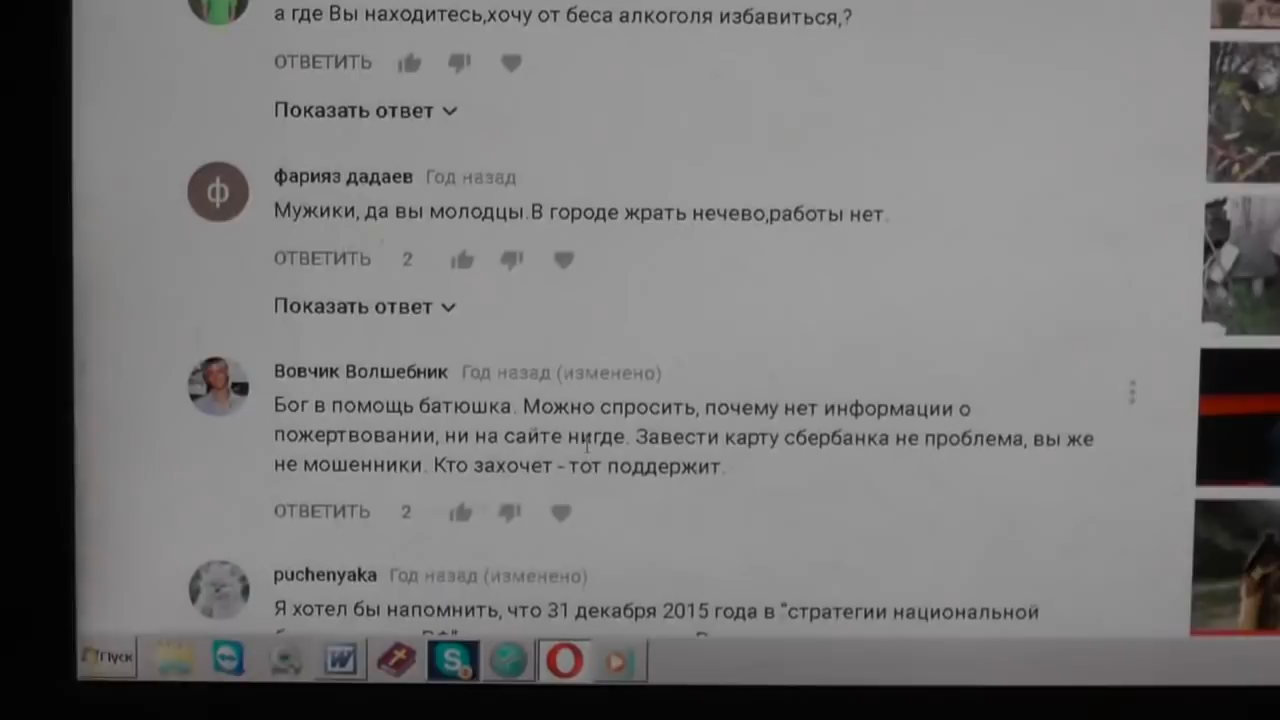 а где Вы находитесь,хочу от беса алкоголя избавиться,?
ОТВЕТИТЬ
Показать ответ
ф
фарияз дадаев Год назад
Мужики, да вы молодцы.В городе жрать нечево,работы нет.
ОТВЕТИТЬ 2
Показать ответ
Вовчик Волшебник Год назад (изменено)
Бог в помощь батюшка. Можно спросить, почему нет информации о
пожертвовании, ни на сайте нигде. Завести карту сбербанка не проблема, вы же
не мошенники. Кто захочет - тот поддержит.
ОТВЕТИТЬ 2
puchenyaka Год назад (изменено)
Я хотел бы напомнить, что 31 декабря 2015 года в "стратегии национальной
Пуск